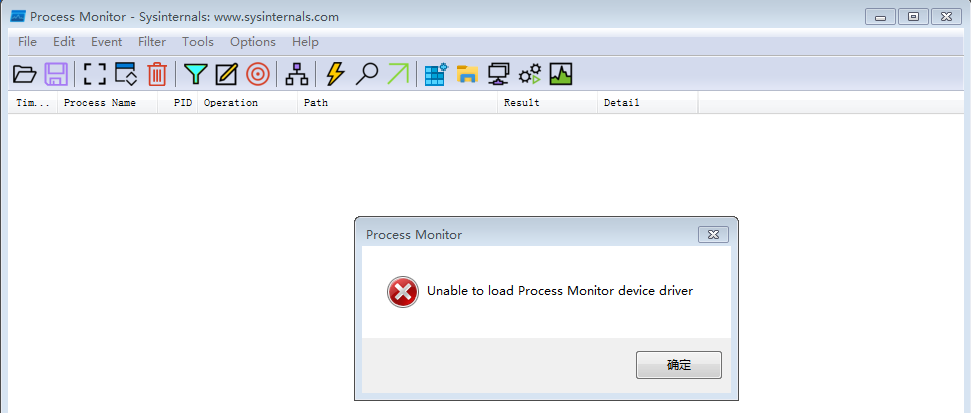 Process Monitor - Sysinternals: www.sysinternals.com
File Edit Event Filter Tools Options Help
Tim... Process Name PID Operation Path Result Detail
Process Monitor
Unable to load Process Monitor device driver
确定